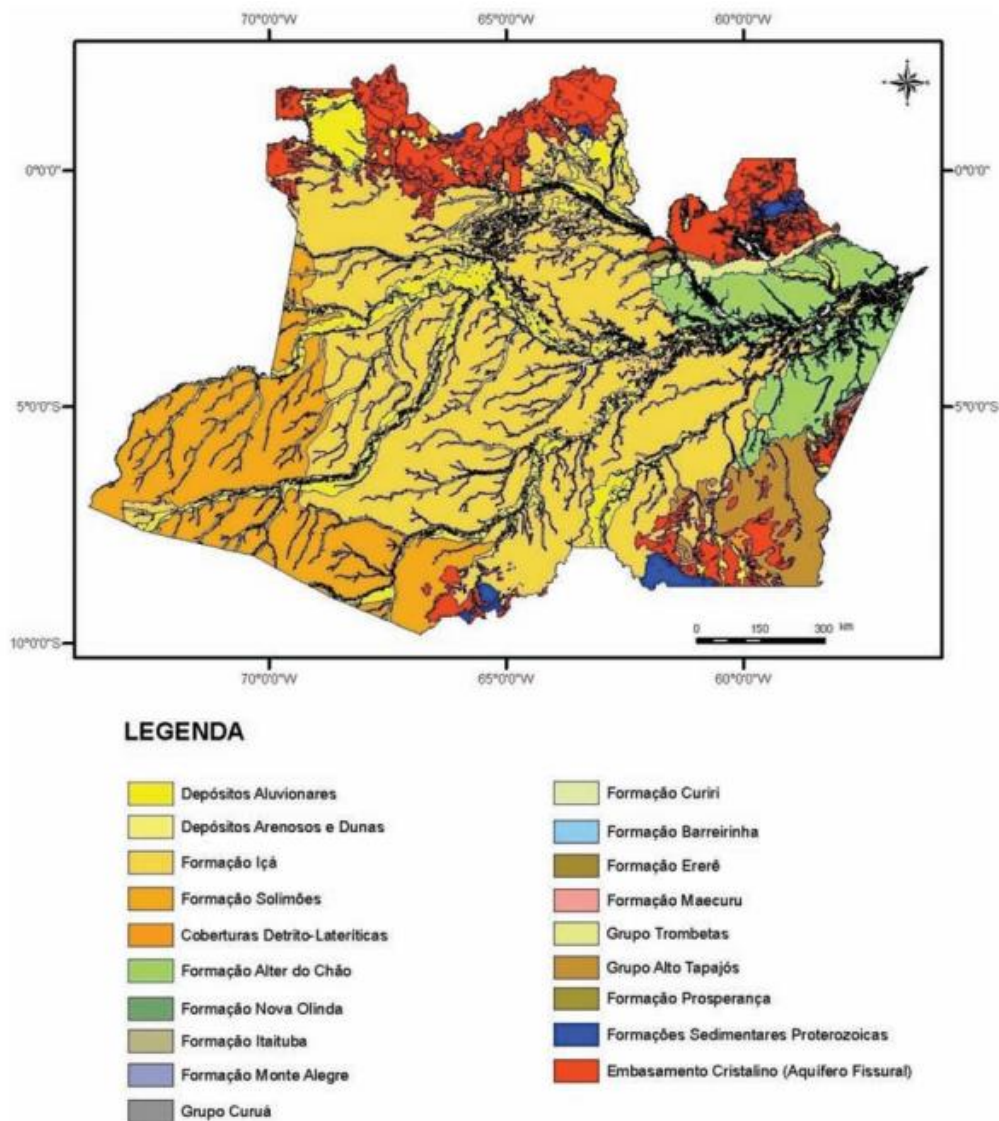 70°0'0"W 65°0'0"W 60°0'0"W
0°0'0" 0°0'0"
5°0'0"S 5°0'0"S
10°0'0"S 10°0'0"S
0 150 300 km
70°0'0"W 65°0'0"W 60°0'0"W
LEGENDA
Depósitos Aluvionares
Depósitos Arenosos e Dunas
Formação Içá
Formação Solimões
Coberturas Detrito-Lateríticas
Formação Alter do Chão
Formação Nova Olinda
Formação Itaituba
Formação Monte Alegre
Grupo Curuá
Formação Curiri
Formação Barreirinha
Formação Ererê
Formação Maecuru
Grupo Trombetas
Grupo Alto Tapajós
Formação Prosperança
Formações Sedimentares Proterozoicas
Embasamento Cristalino (Aquífero Fissural)